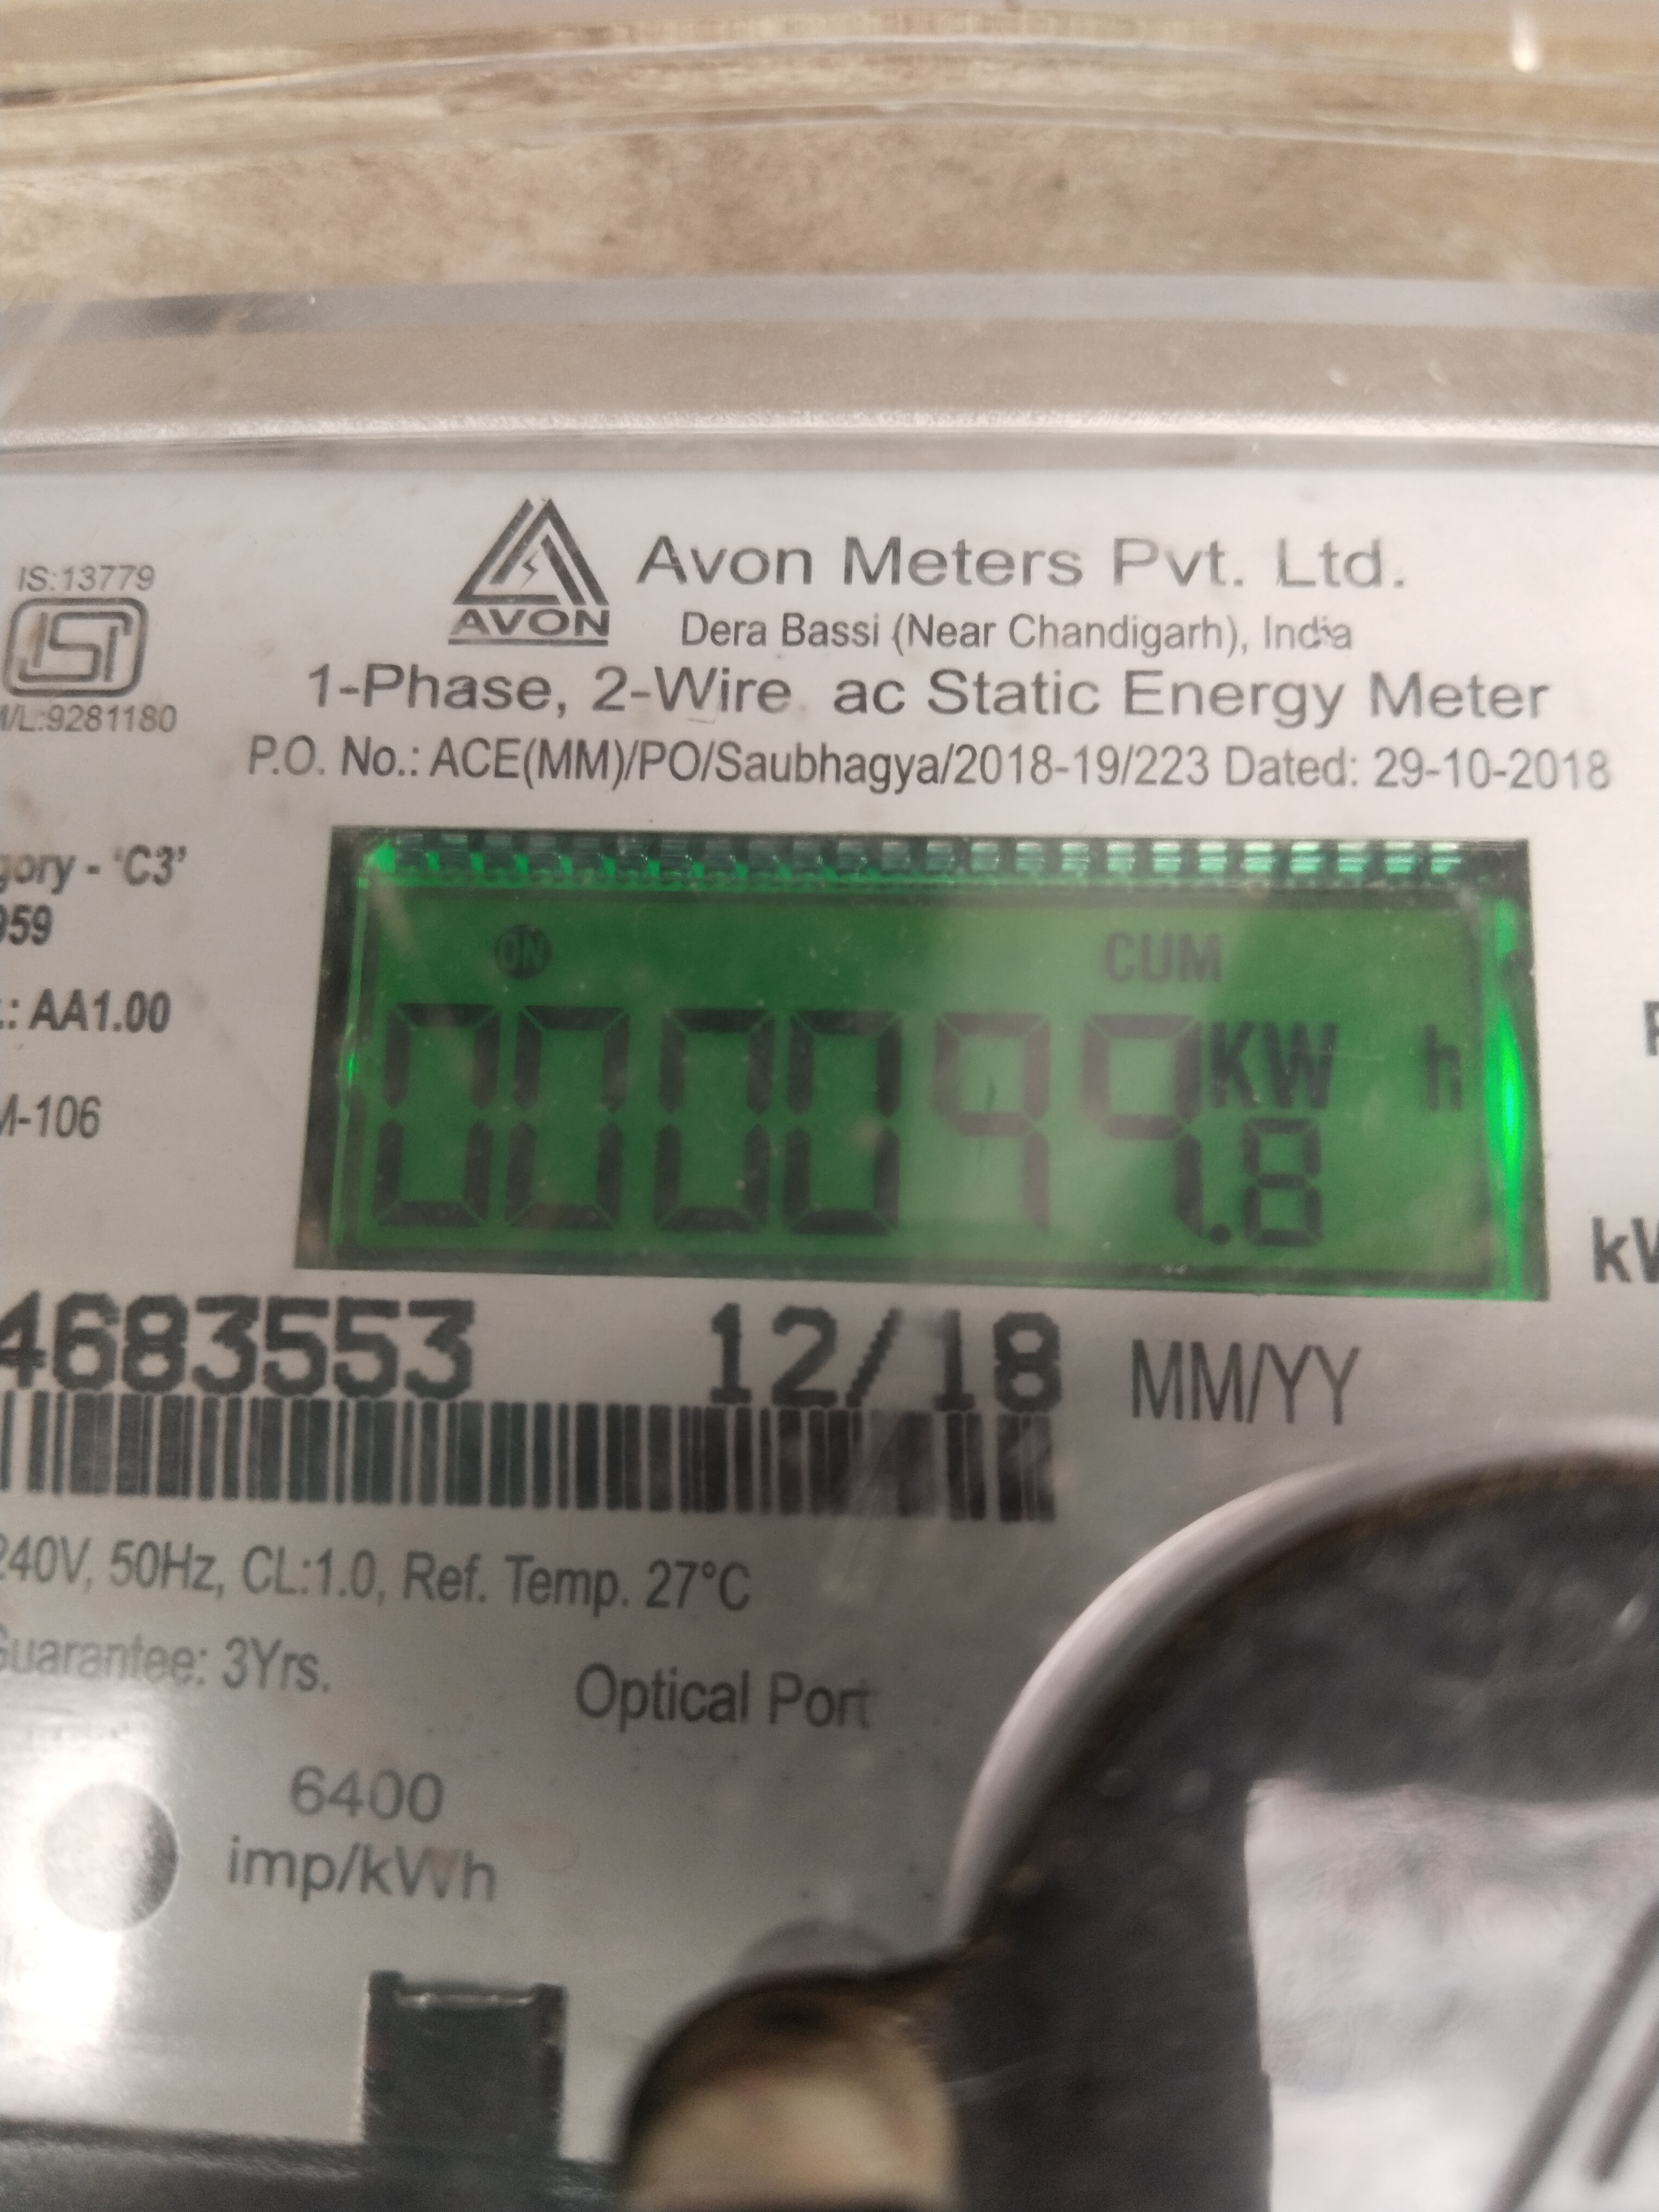 IS:13779
ISI
M/L:9281180
AVON
Avon Meters Pvt. Ltd.
Dera Bassi (Near Chandigarh), India
1-Phase, 2-Wire ac Static Energy Meter
P.O. No.: ACE(MM)/PO/Saubhagya/2018-19/223 Dated: 29-10-2018
gory - 'C3'
959
.: AA1.00
M-106
ON
CUM
000099.8
KW h
4683553
12/18 MM/YY
240V, 50Hz, CL:1.0, Ref. Temp. 27°C
Guarantee: 3Yrs.
Optical Port
6400
imp/kWh